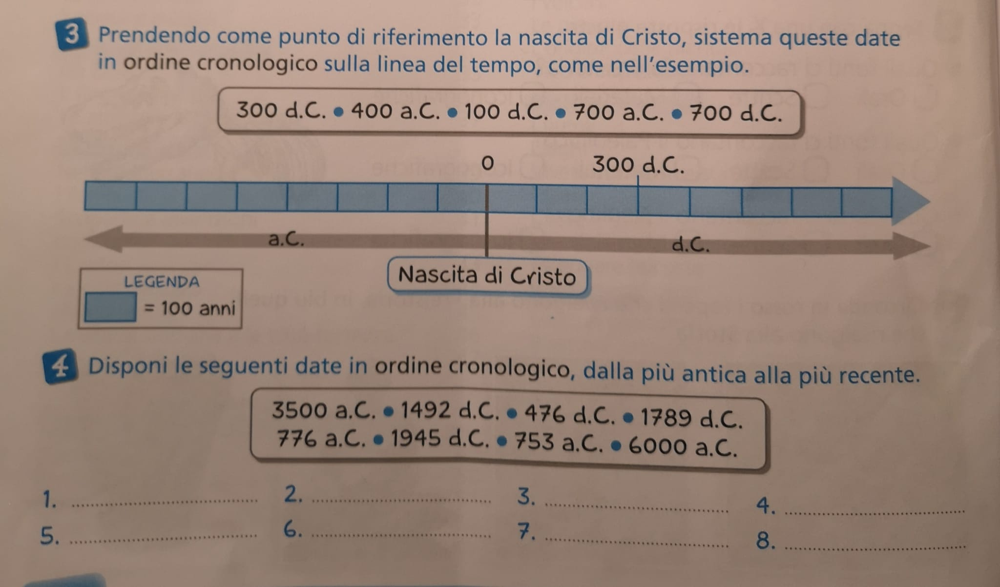 3 Prendendo come punto di riferimento la nascita di Cristo, sistema queste date
in ordine cronologico sulla linea del tempo, come nell'esempio.
300 d.C. • 400 a.C. • 100 d.C. • 700 a.C. • 700 d.C.
0 300 d.C.
a.C. d.C.
Nascita di Cristo
LEGENDA
= 100 anni
4 Disponi le seguenti date in ordine cronologico, dalla più antica alla più recente.
3500 a.C. • 1492 d.C. • 476 d.C. • 1789 d.C.
776 a.C. • 1945 d.C. • 753 a.C. • 6000 a.C.
1. ........ 2. ........ 3. ........ 4. ........
5. ........ 6. ........ 7. ........ 8. ........